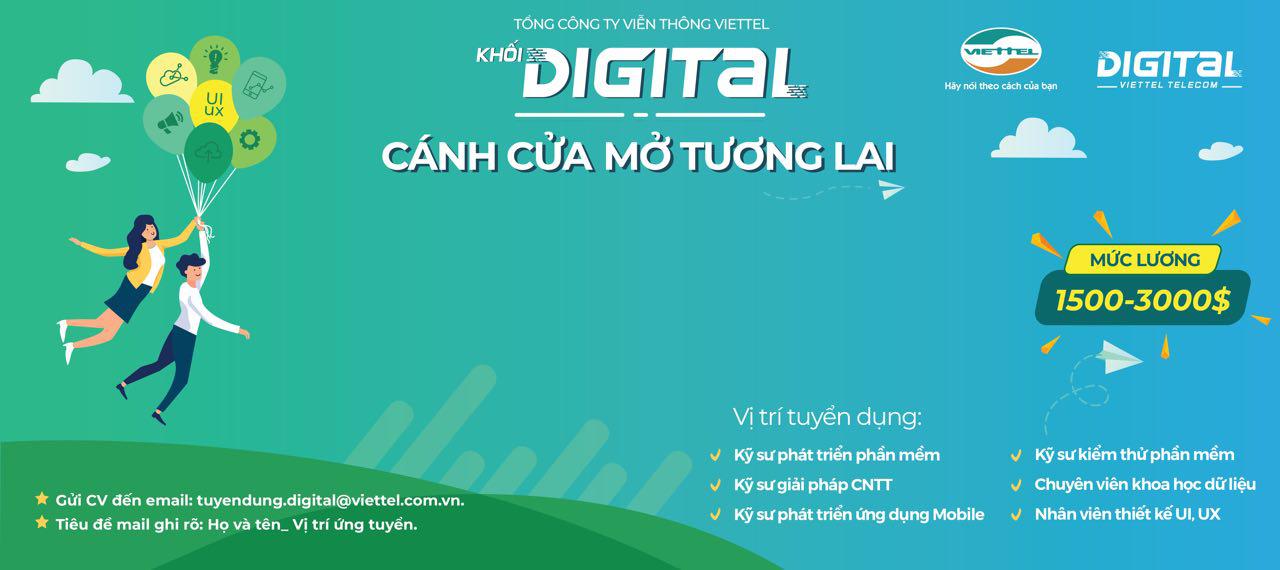 TỔNG CÔNG TY VIỄN THÔNG VIETTEL
KHỐI DIGITAL
CÁNH CỬA MỞ TƯƠNG LAI
VIETTEL
Hãy nói theo cách của bạn
DIGITAL
VIETTEL TELECOM
UI
UX
MỨC LƯƠNG
1500-3000$
Vị trí tuyển dụng:
Kỹ sư phát triển phần mềm
Kỹ sư giải pháp CNTT
Kỹ sư phát triển ứng dụng Mobile
Kỹ sư kiểm thử phần mềm
Chuyên viên khoa học dữ liệu
Nhân viên thiết kế UI, UX
Gửi CV đến email: tuyendung.digital@viettel.com.vn.
Tiêu đề mail ghi rõ: Họ và tên_ Vị trí ứng tuyển.